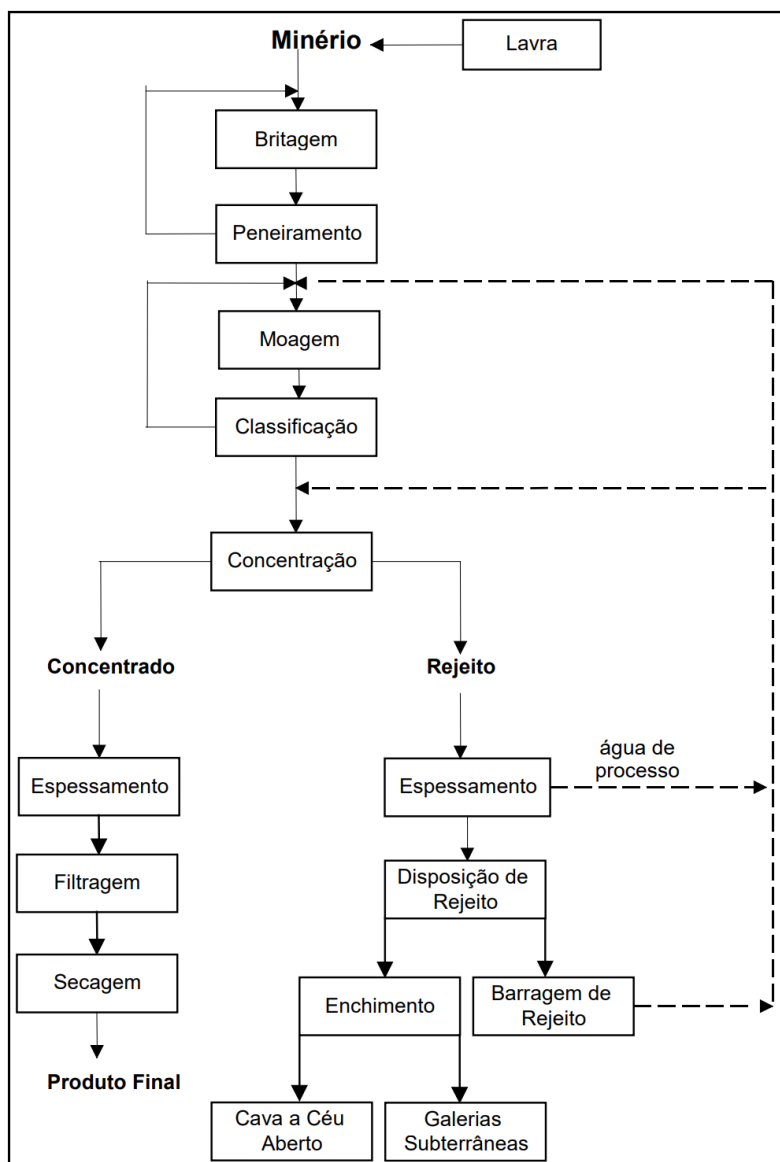 Minério
Lavra
Britagem
Peneiramento
Moagem
Classificação
Concentração
Concentrado
Rejeito
Espessamento
Espessamento
água de
processo
Filtragem
Disposição de
Rejeito
Secagem
Enchimento
Barragem de
Rejeito
Produto Final
Cava a Céu
Aberto
Galerias
Subterrâneas